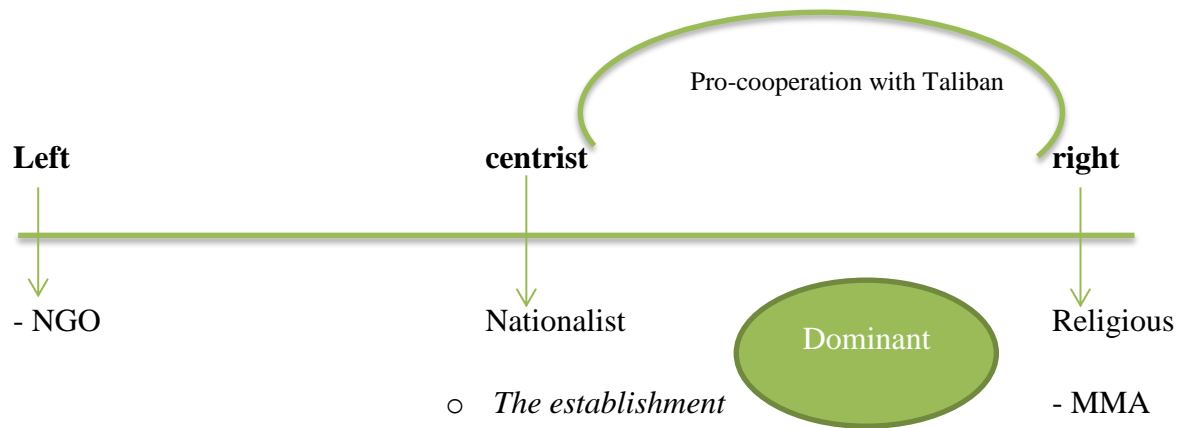 Pro-cooperation with Taliban
Left centrist right
- NGO Nationalist Religious
Dominant
o The establishment - MMA